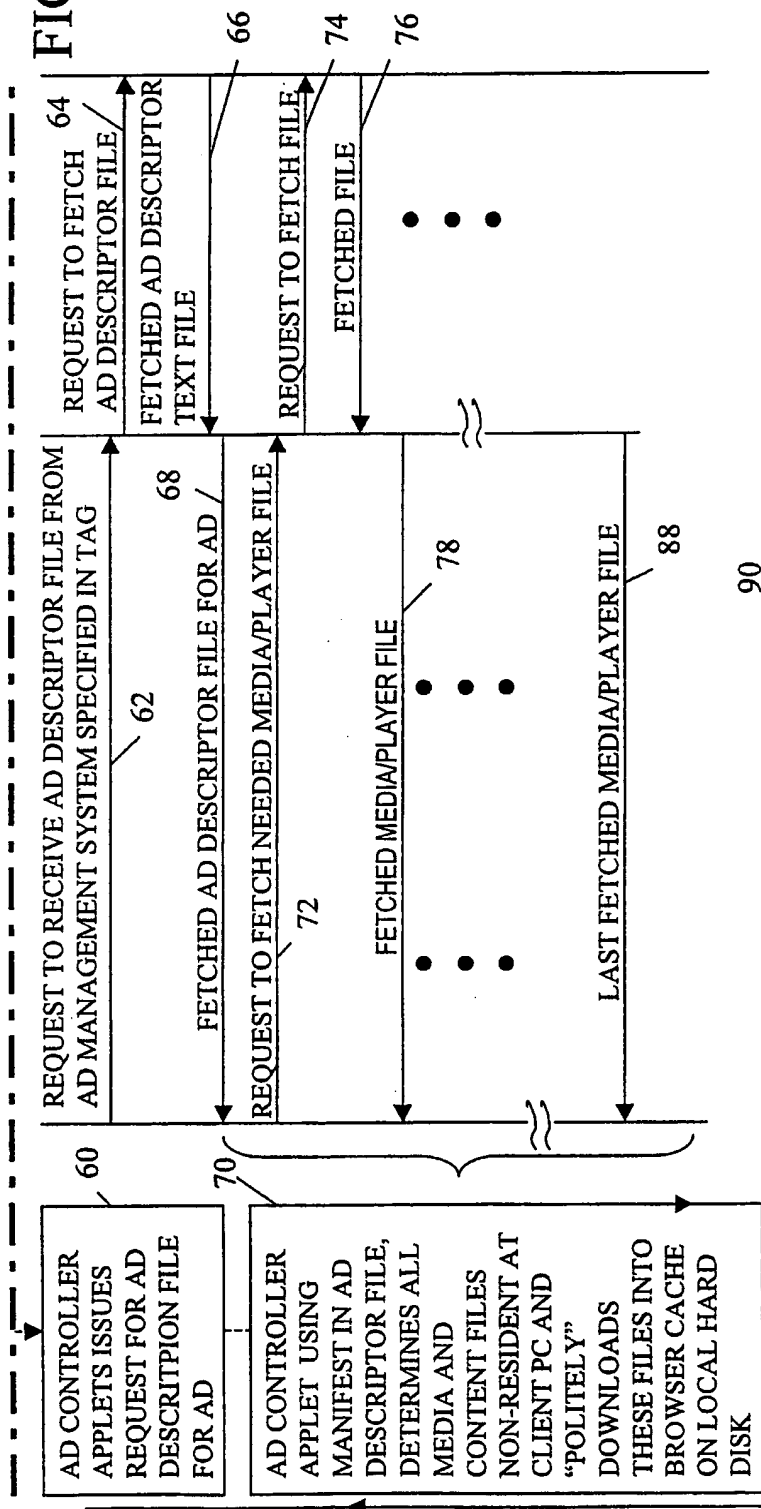 FIG
AD CONTROLLER
APPLETS ISSUES
REQUEST FOR AD
DESCRITPION FILE
FOR AD
60
REQUEST TO RECEIVE AD DESCRIPTOR FILE FROM
AD MANAGEMENT SYSTEM SPECIFIED IN TAG
62
REQUEST TO FETCH
AD DESCRIPTOR FILE
64
FETCHED AD DESCRIPTOR
TEXT FILE
66
FETCHED AD DESCRIPTOR FILE FOR AD
68
70
AD CONTROLLER
APPLET USING
MANIFEST IN AD
DESCRIPTOR FILE,
DETERMINES ALL
MEDIA AND
CONTENT FILES
NON-RESIDENT AT
CLIENT PC AND
"POLITELY"
DOWNLOADS
THESE FILES INTO
BROWSER CACHE
ON LOCAL HARD
DISK
REQUEST TO FETCH NEEDED MEDIA/PLAYER FILE
72
REQUEST TO FETCH FILE
74
FETCHED FILE
76
FETCHED MEDIA/PLAYER FILE
78
LAST FETCHED MEDIA/PLAYER FILE
88
90